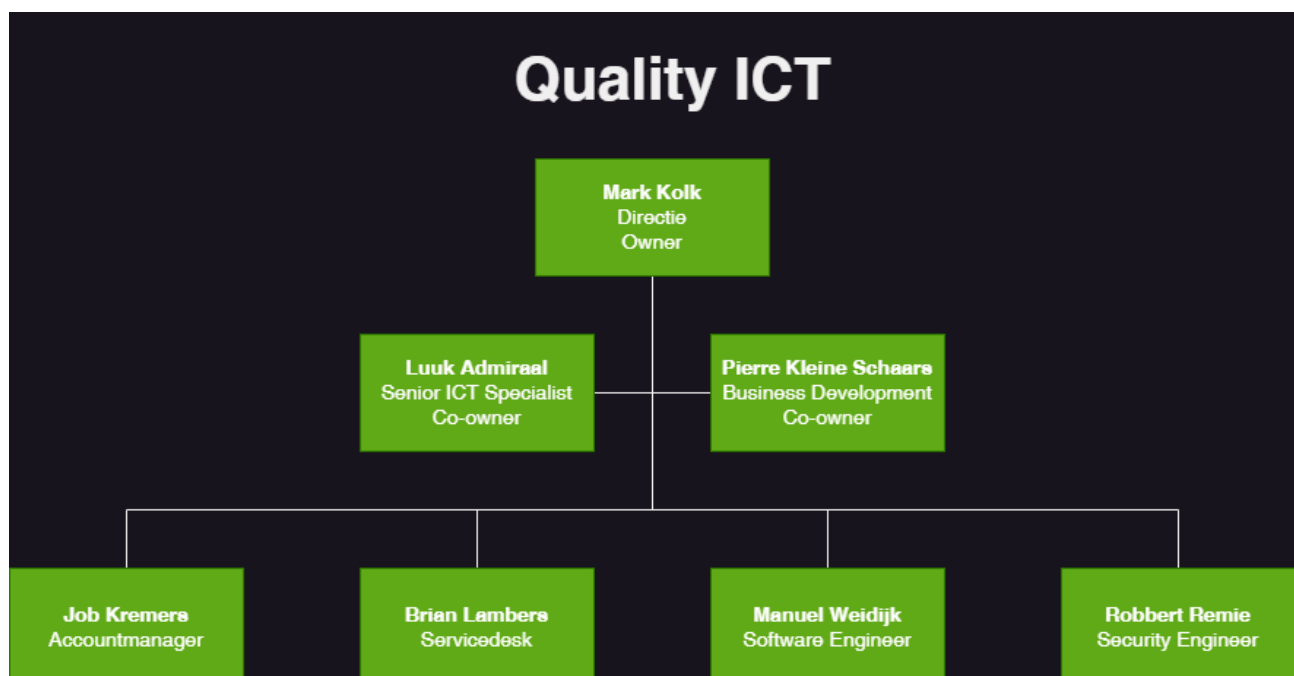 Quality ICT
Mark Kolk
Directie
Owner
Luuk Admiraal
Senior ICT Specialist
Co-owner
Pierre Kleine Schaars
Business Development
Co-owner
Job Kremers
Accountmanager
Brian Lambers
Servicedesk
Manuel Weidijk
Software Engineer
Robbert Remie
Security Engineer